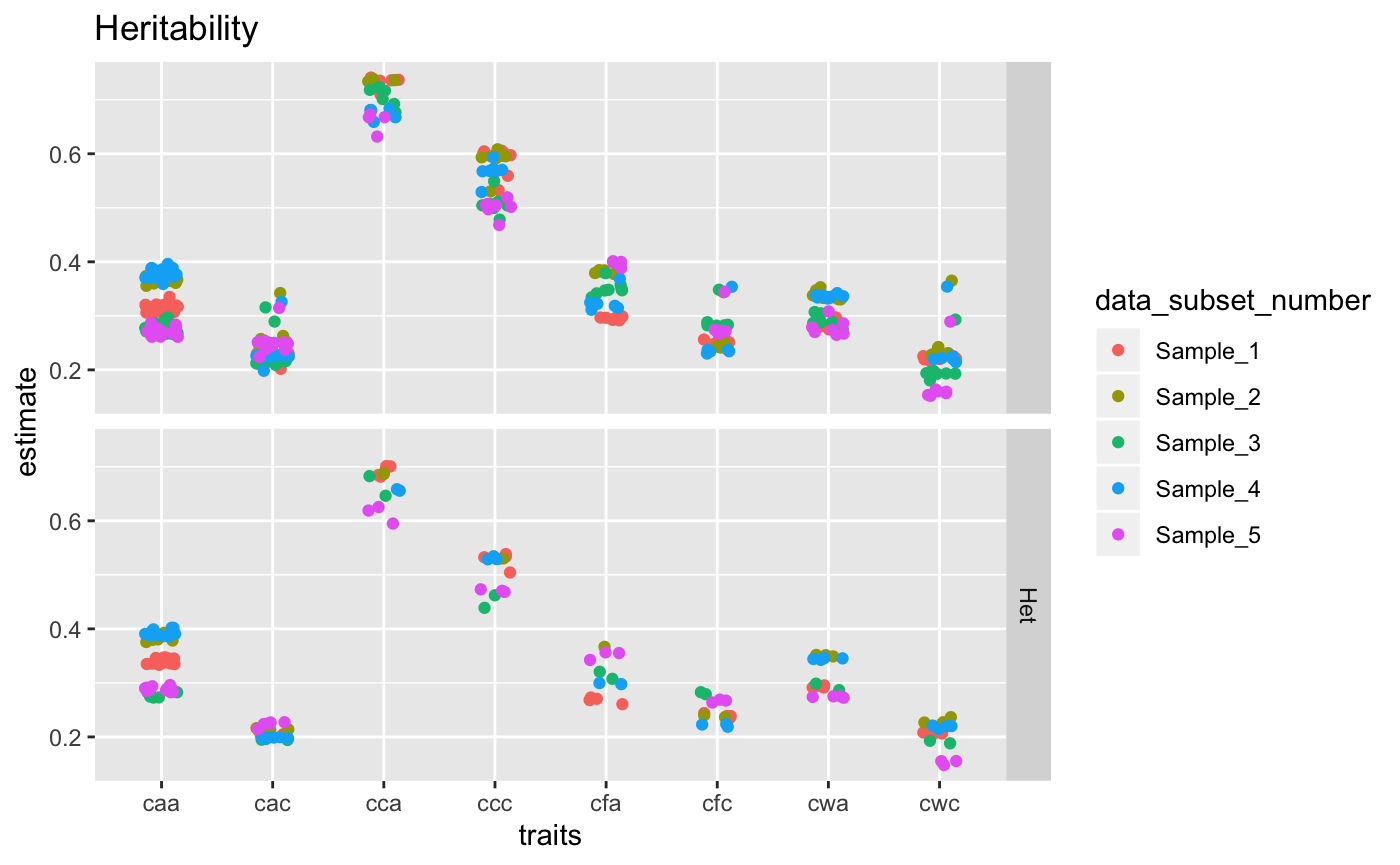 Heritability
estimate
0.6
0.4
0.2
0.6
0.4
0.2
Het
caa cac cca ccc cfa cfc cwa cwc
traits
data_subset_number
Sample_1
Sample_2
Sample_3
Sample_4
Sample_5